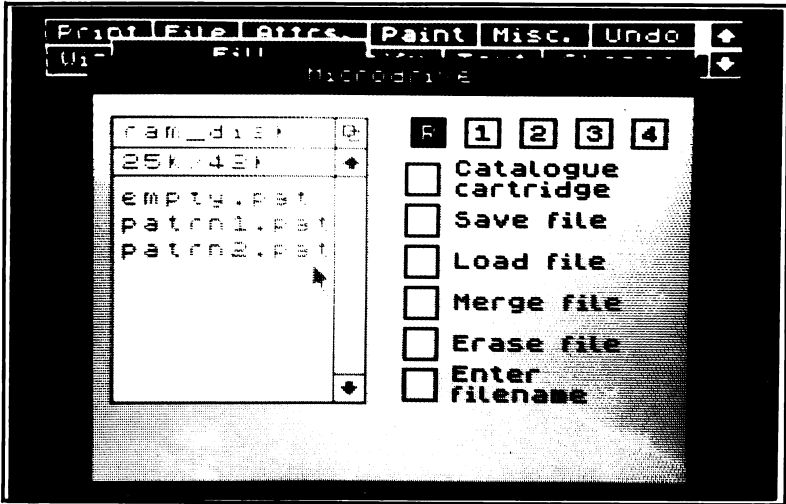 Print File Attrs. Paint Misc. Undo
Fill Text
Microdrive
ram_disk
25K/43K
empty.pat
patrn1.pat
patrn2.pat
R 1 2 3 4
Catalogue
cartridge
Save file
Load file
Merge file
Erase file
Enter
filename